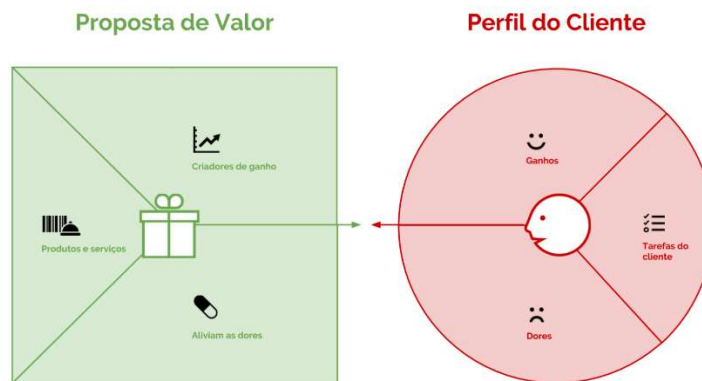 Proposta de Valor
Perfil do Cliente
Criadores de ganho
Produtos e serviços
Aliviam as dores
Ganhos
Tarefas do
cliente
Dores